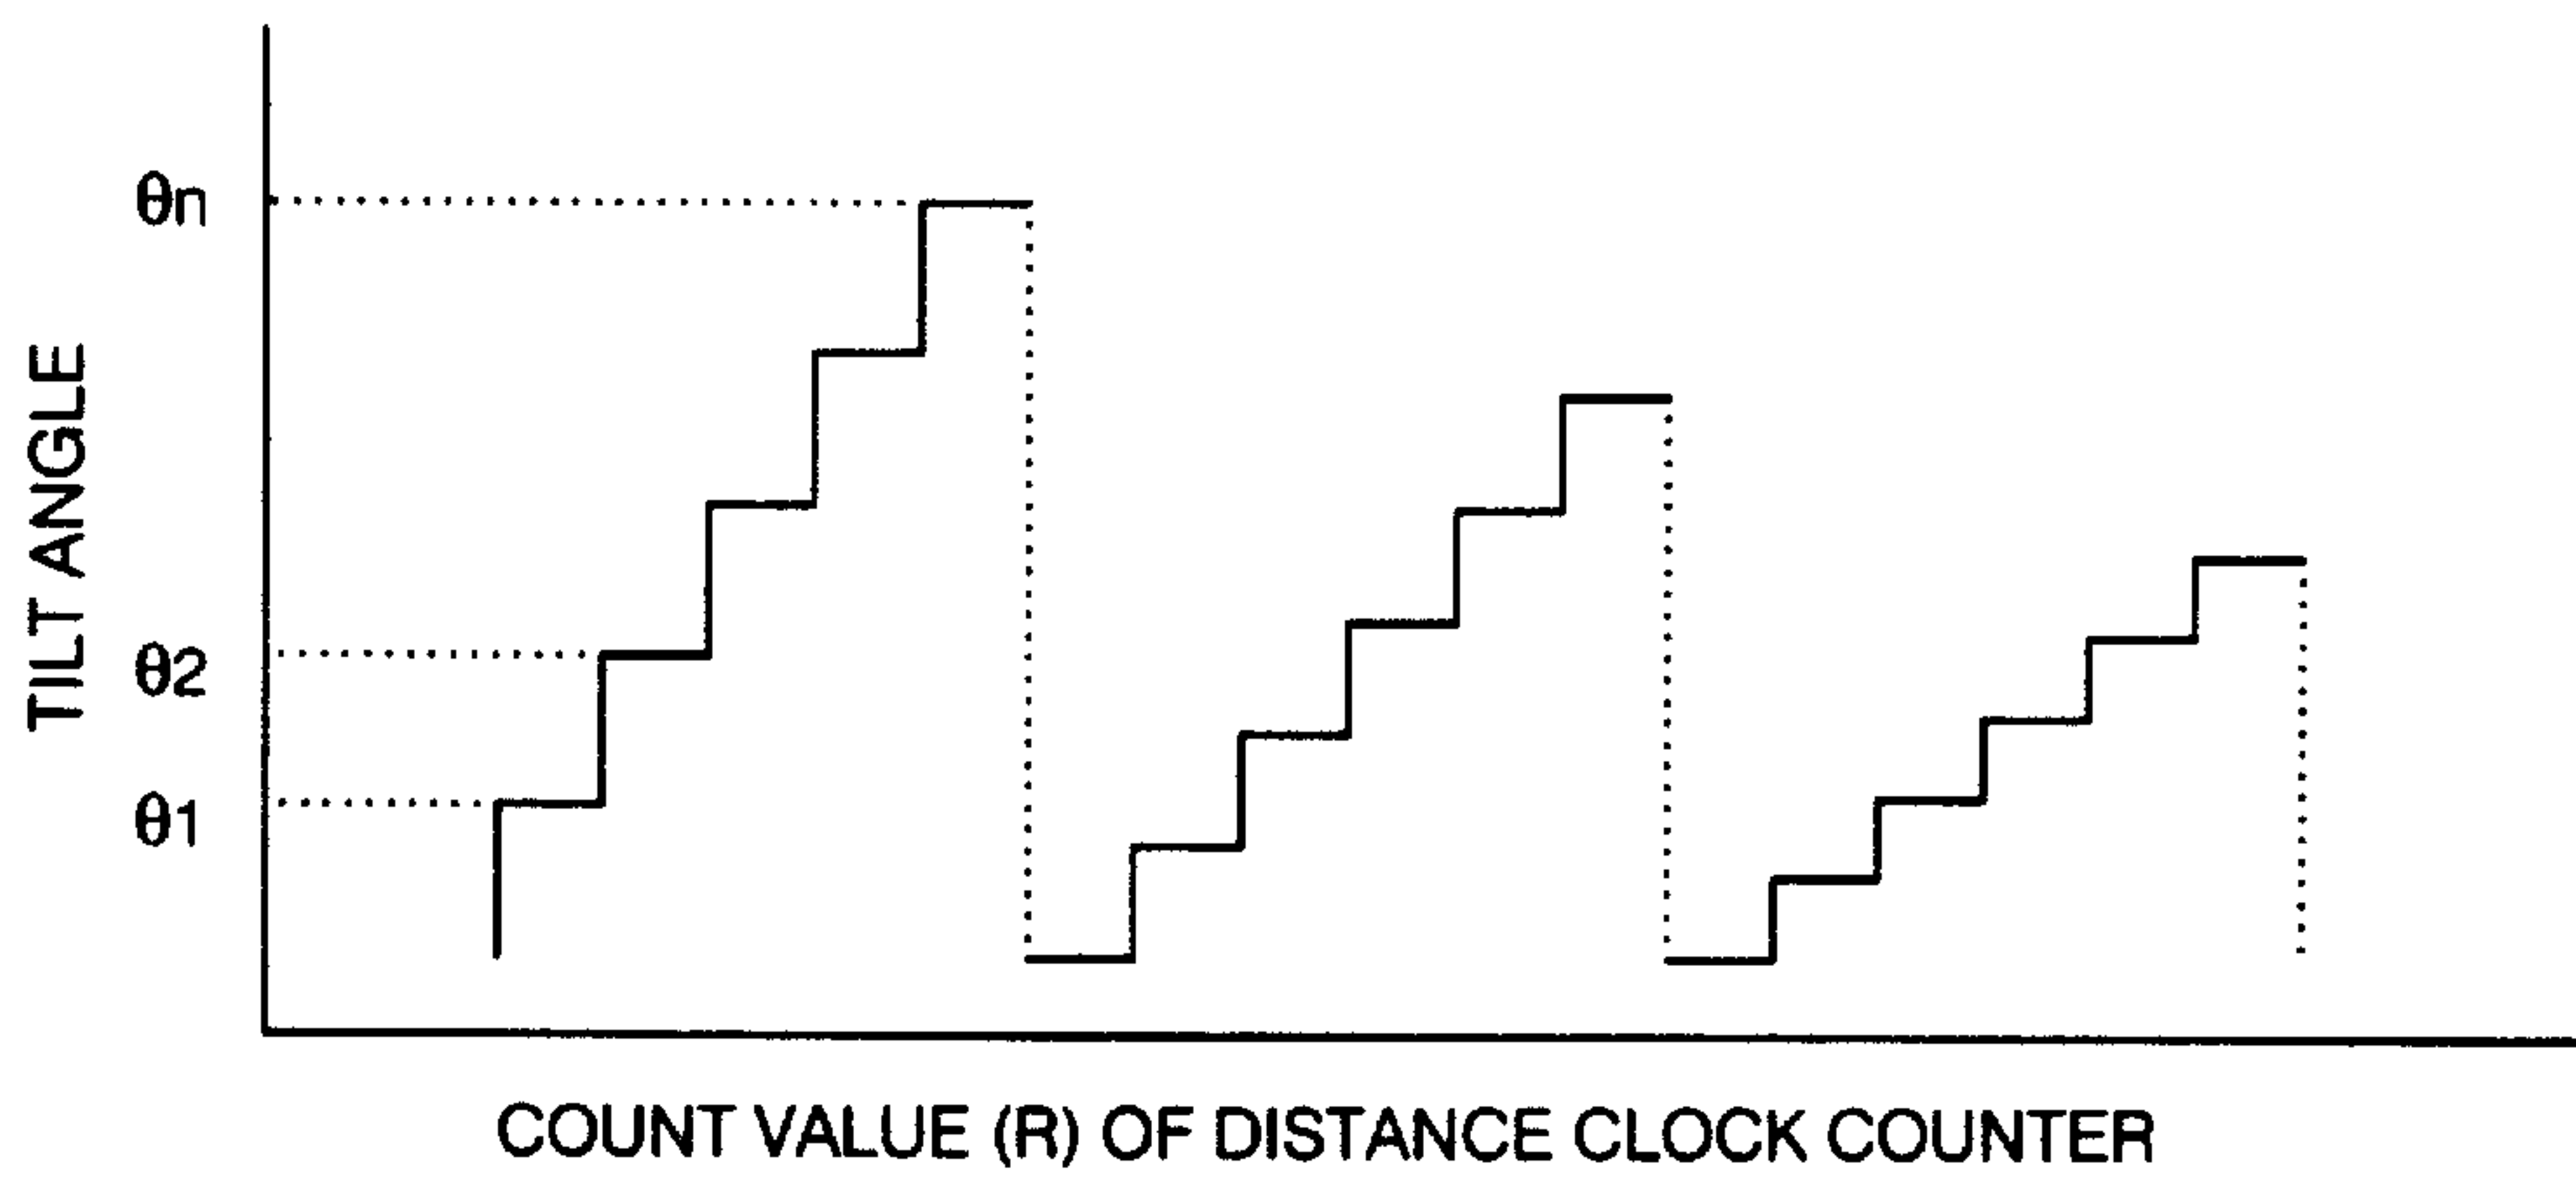 θn
θ2
θ1
TILT ANGLE
COUNT VALUE (R) OF DISTANCE CLOCK COUNTER